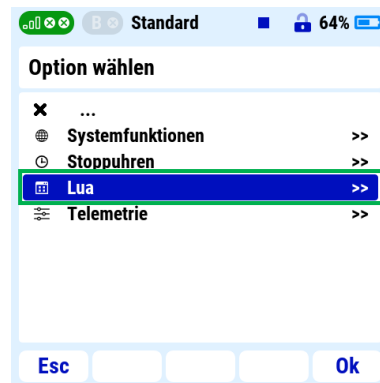 B Standard 64%
Option wählen
...
Systemfunktionen >>
Stoppuhren >>
Lua >>
Telemetrie >>
Esc Ok